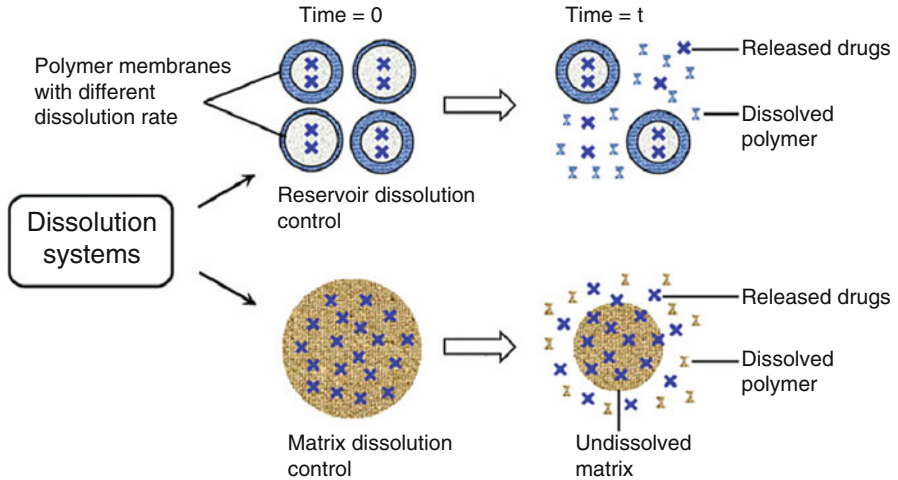 Time = 0
Time = t
Polymer membranes
with different
dissolution rate
Released drugs
Dissolved
polymer
Reservoir dissolution
control
Dissolution
systems
Released drugs
Dissolved
polymer
Matrix dissolution
control
Undissolved
matrix